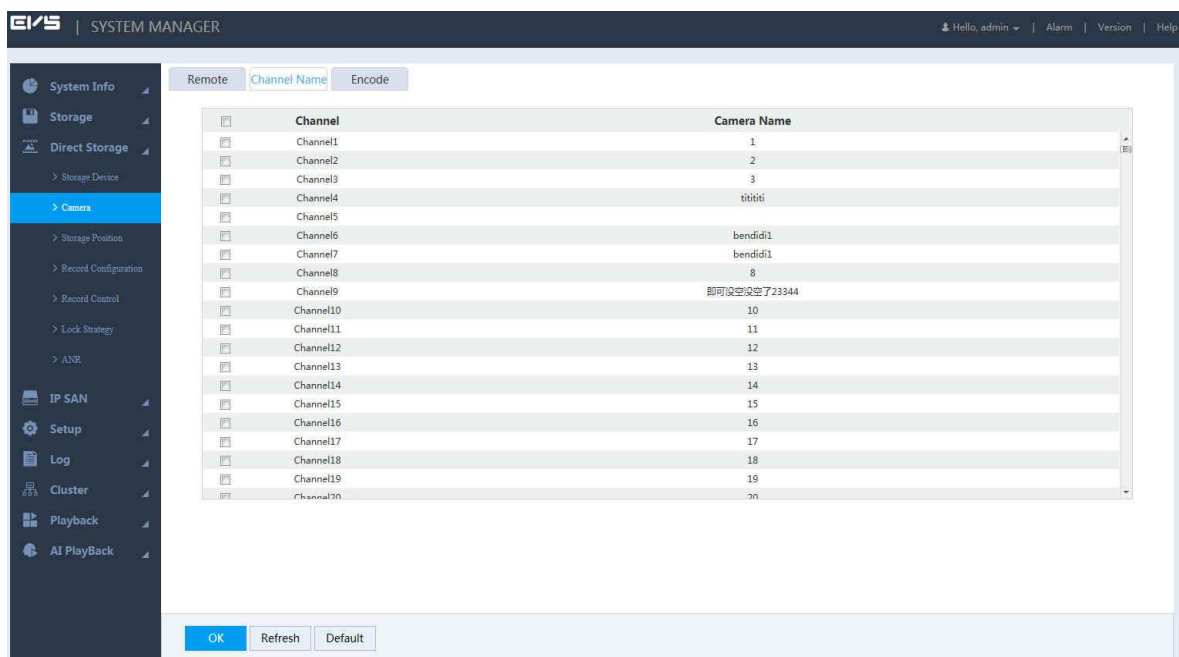 EIVS | SYSTEM MANAGER
Hello, admin | Alarm | Version | Help
System Info
Storage
Direct Storage
> Storage Device
> Camera
> Storage Position
> Record Configuration
> Record Control
> Lock Strategy
> ANR
IP SAN
Setup
Log
Cluster
Playback
AI PlayBack
Remote Channel Name Encode
Channel Camera Name
Channel1 1
Channel2 2
Channel3 3
Channel4 titititi
Channel5
Channel6 bendidi1
Channel7 bendidi1
Channel8 8
Channel9 即可没空没空了23344
Channel10 10
Channel11 11
Channel12 12
Channel13 13
Channel14 14
Channel15 15
Channel16 16
Channel17 17
Channel18 18
Channel19 19
Channel20 20
OK Refresh Default